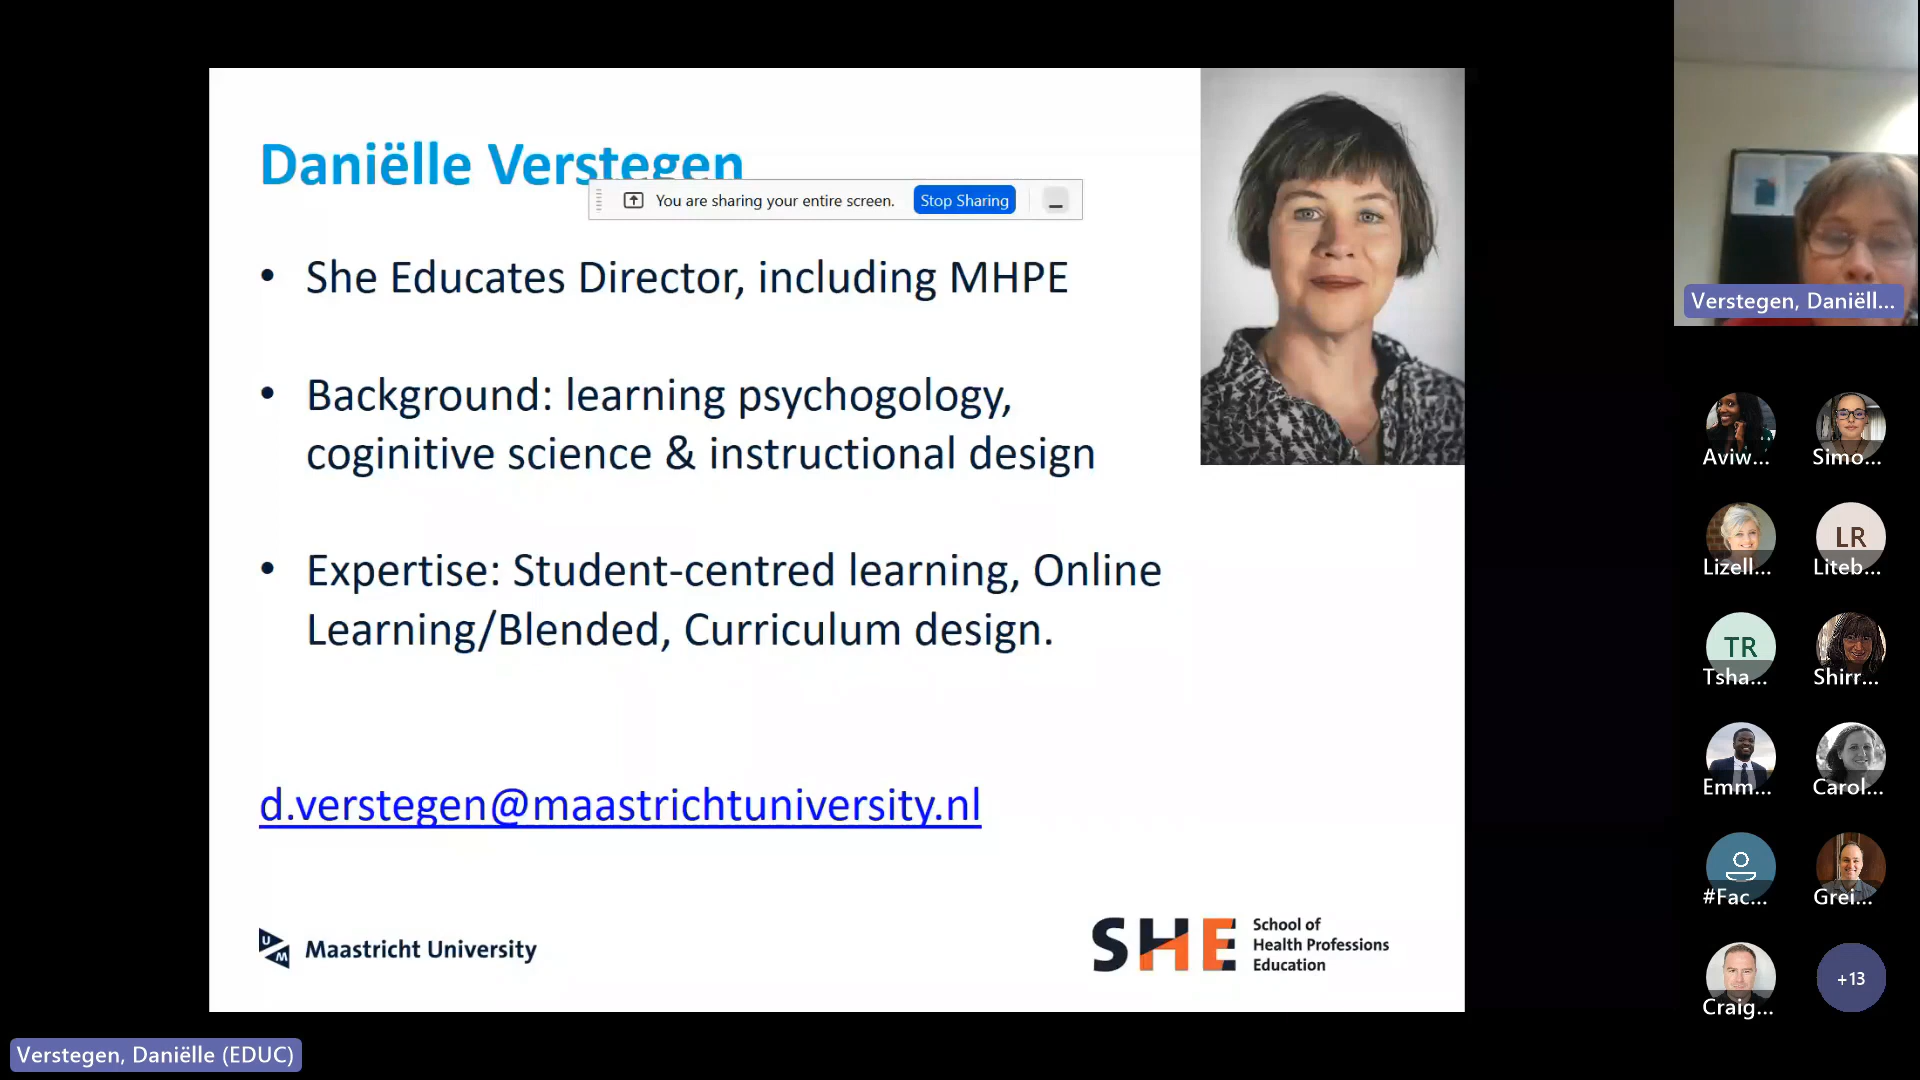 Daniëlle Verstegen
You are sharing your entire screen.
Stop Sharing
• She Educates Director, including MHPE
• Background: learning psychogology,
coginitive science & instructional design
• Expertise: Student-centred learning, Online
Learning/Blended, Curriculum design.
d.verstegen@maastrichtuniversity.nl
UM
Maastricht University
SHE
School of
Health Professions
Education
Verstegen, Daniëll...
Aviw...
Simo...
Lizell...
LR
Liteb...
TR
Tsha...
Shirr...
Emm...
Carol...
#Fac...
Grei...
Craig...
+13
Verstegen, Daniëlle (EDUC)